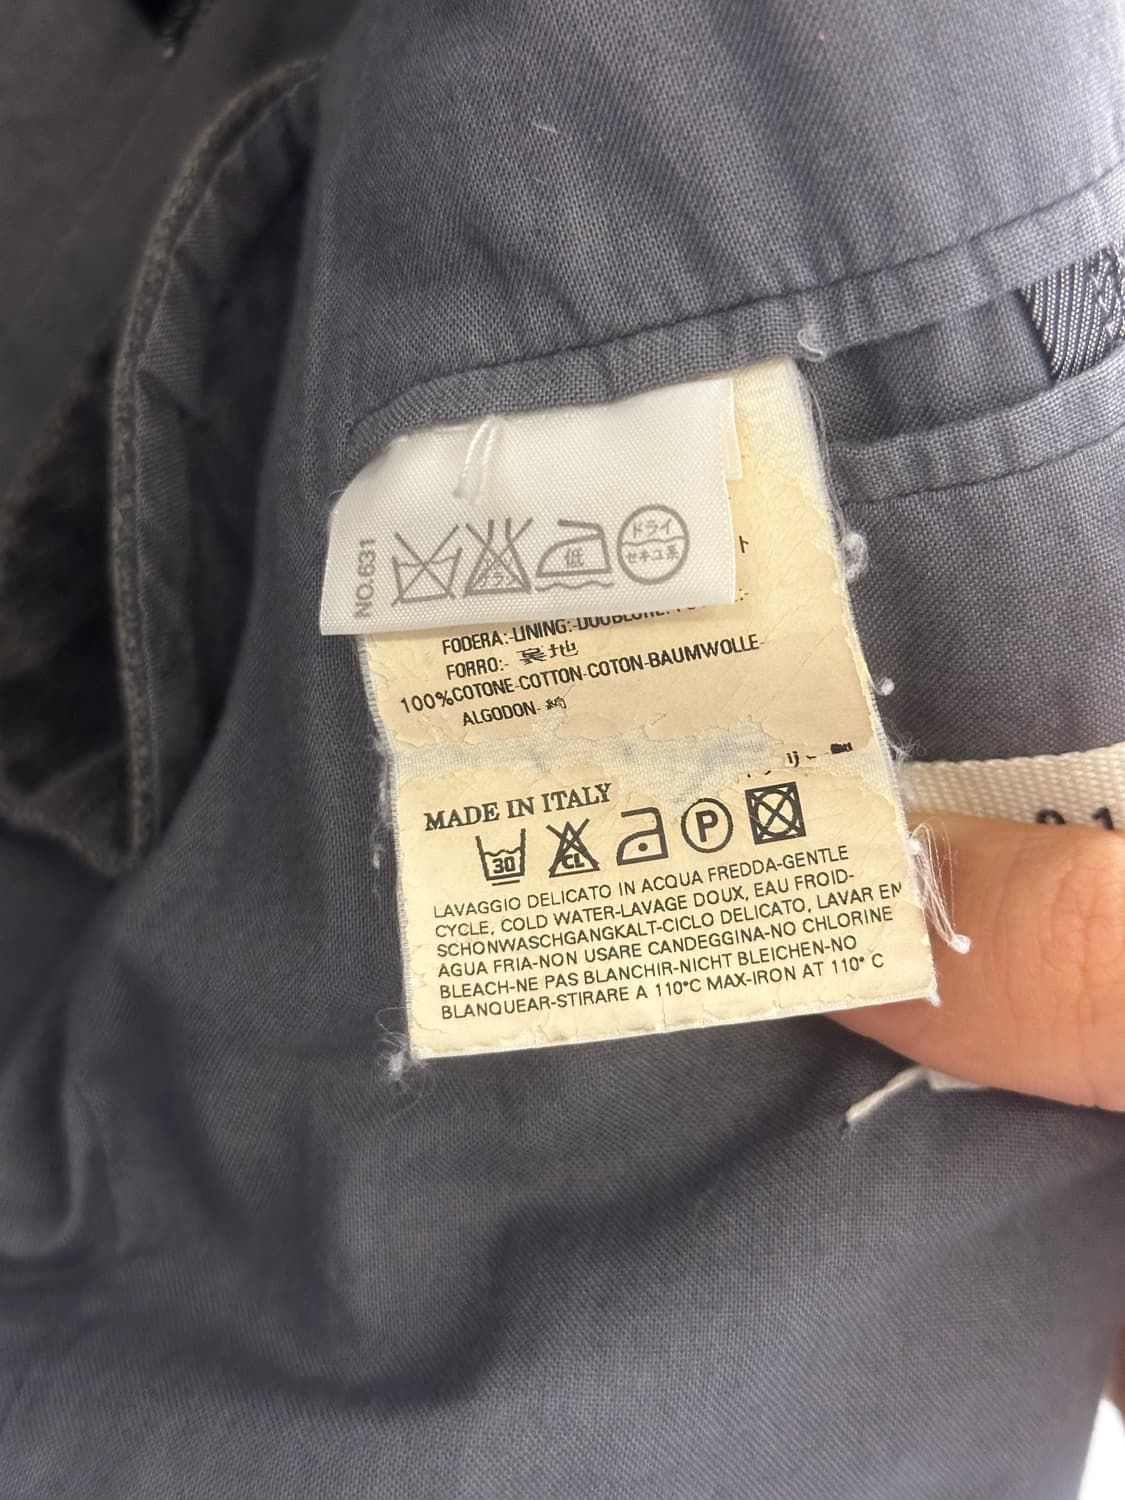 NO.631
低
ドライ
セキユ系
ト
FODERA:-LINING:-DOUBLURE:
FORRO:- 裏地
100%COTONE-COTTON-COTON-BAUMWOLLE-
ALGODON- 綿
MADE IN ITALY
30
CL
P
LAVAGGIO DELICATO IN ACQUA FREDDA-GENTLE
CYCLE, COLD WATER-LAVAGE DOUX, EAU FROID-
SCHONWASCHGANGKALT-CICLO DELICATO, LAVAR EN
AGUA FRIA-NON USARE CANDEGGINA-NO CHLORINE
BLEACH-NE PAS BLANCHIR-NICHT BLEICHEN-NO
BLANQUEAR-STIRARE A 110°C MAX-IRON AT 110° C